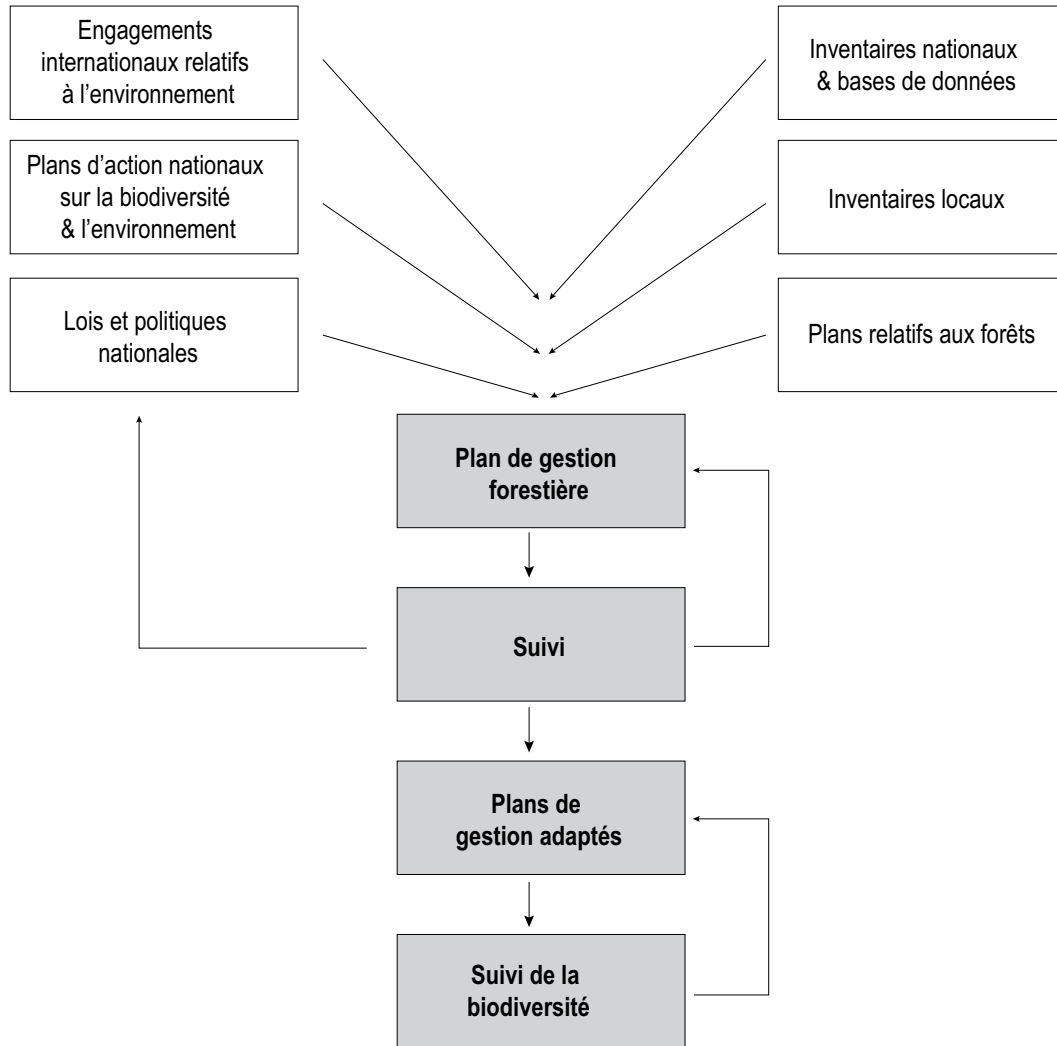 Engagements
internationaux relatifs
à l’environnement
Plans d’action nationaux
sur la biodiversité
& l’environnement
Lois et politiques
nationales
Inventaires nationaux
& bases de données
Inventaires locaux
Plans relatifs aux forêts
Plan de gestion
forestière
Suivi
Plans de
gestion adaptés
Suivi de la
biodiversité